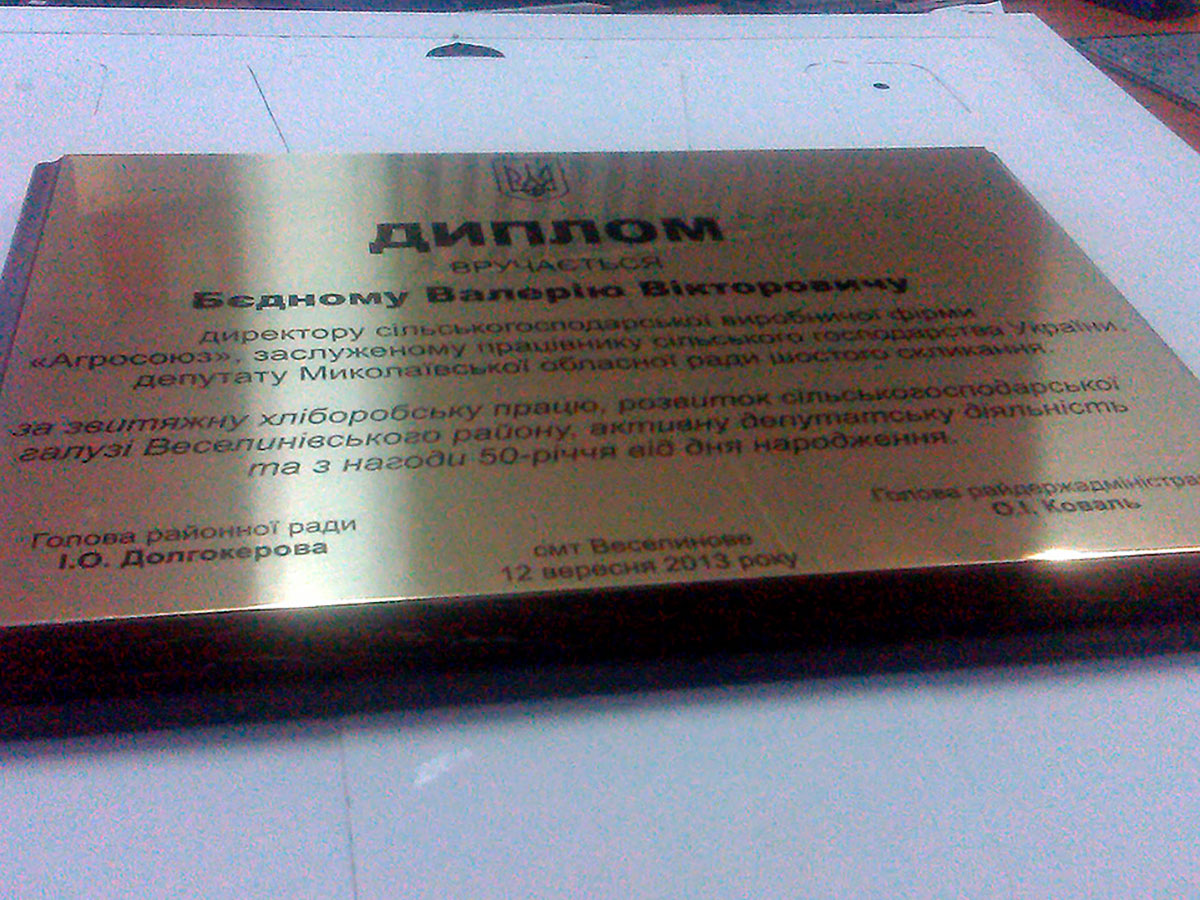 ДИПЛОМ
ВРУЧАЄТЬСЯ
Бєдному Валерію Вікторовичу
директору сільськогосподарської виробничої фірми
«Агросоюз», заслуженому працівнику сільського господарства України,
депутату Миколаївської обласної ради шостого скликання.
за звитяжну хліборобську працю, розвиток сільськогосподарської
галузі Веселинівського району, активну депутатську діяльність
та з нагоди 50-річчя від дня народження.
Голова районної ради
І.О. Долгокерова
Голова райдержадміністра
О.І. Коваль
смт Веселинове
12 вересня 2013 року